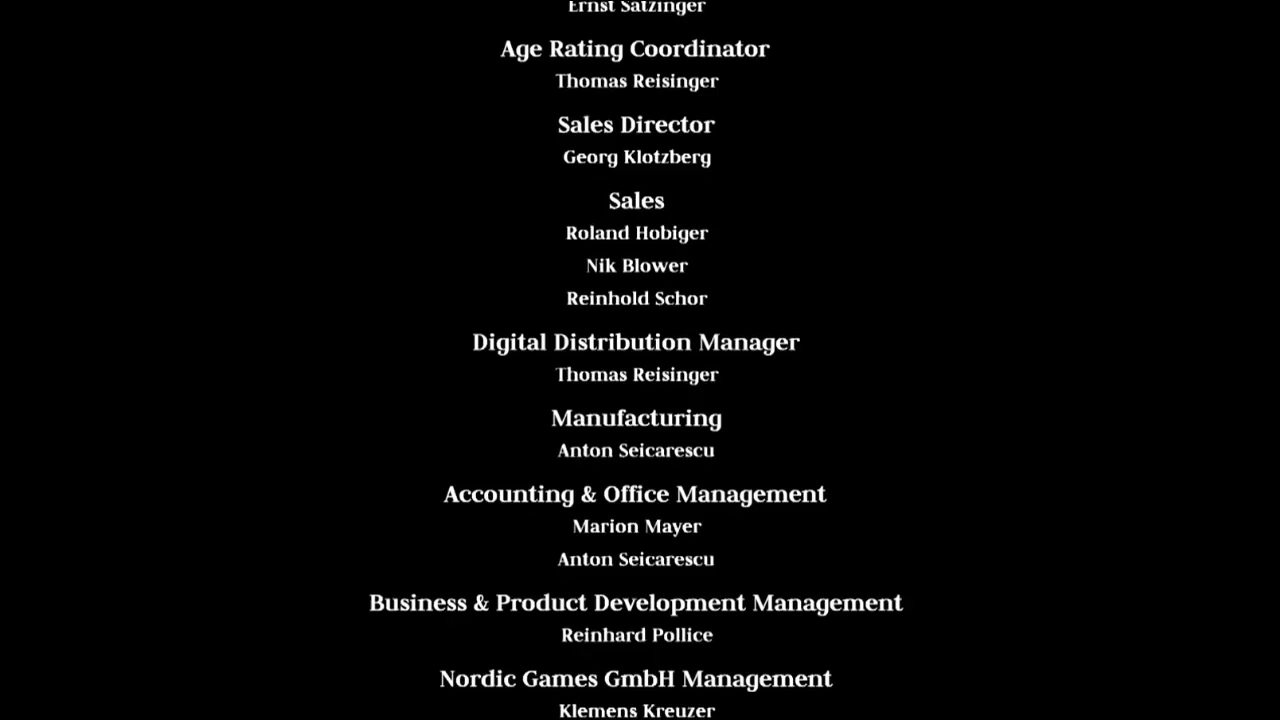 Ernst Satzinger
Age Rating Coordinator
Thomas Reisinger
Sales Director
Georg Klotzberg
Sales
Roland Hobiger
Nik Blower
Reinhold Schor
Digital Distribution Manager
Thomas Reisinger
Manufacturing
Anton Seicarescu
Accounting & Office Management
Marion Mayer
Anton Seicarescu
Business & Product Development Management
Reinhard Pollice
Nordic Games GmbH Management
Klemens Kreuzer